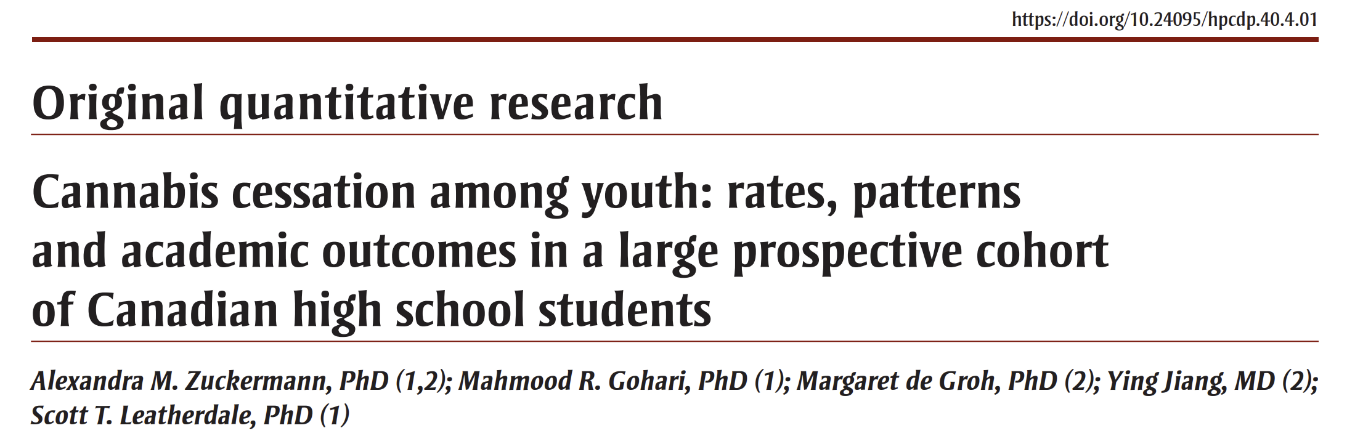 https://doi.org/10.24095/hpcdp.40.4.01
Original quantitative research
Cannabis cessation among youth: rates, patterns
and academic outcomes in a large prospective cohort
of Canadian high school students
Alexandra M. Zuckermann, PhD (1,2); Mahmood R. Gohari, PhD (1); Margaret de Groh, PhD (2); Ying Jiang, MD (2);
Scott T. Leatherdale, PhD (1)